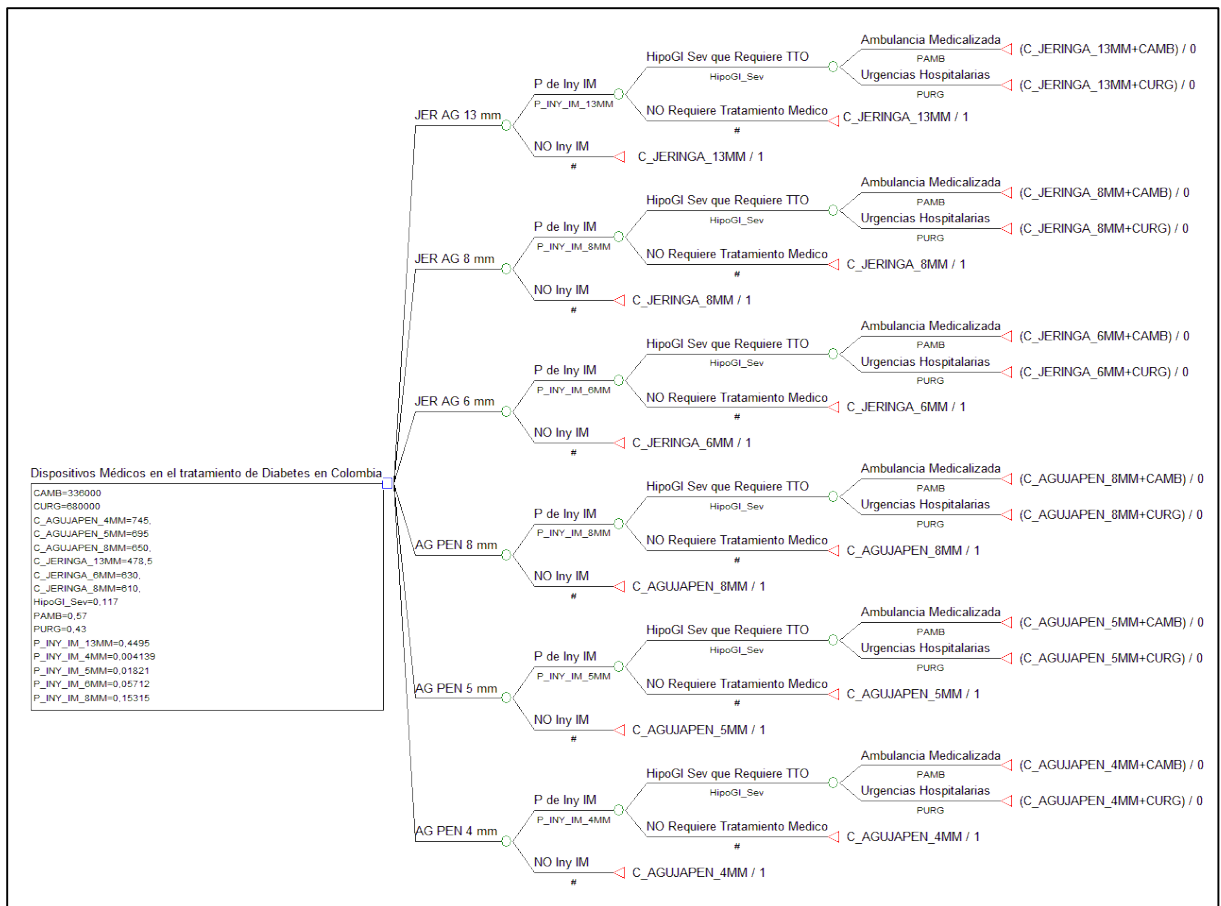 Ambulancia Medicalizada
PAMB
(C_JERINGA_13MM+CAMB) / 0
HipoGI Sev que Requiere TTO
HipoGI_Sev
Urgencias Hospitalarias
PURG
(C_JERINGA_13MM+CURG) / 0
P de Iny IM
P_INY_IM_13MM
NO Requiere Tratamiento Medico
#
C_JERINGA_13MM / 1
JER AG 13 mm
NO Iny IM
#
C_JERINGA_13MM / 1
Ambulancia Medicalizada
PAMB
(C_JERINGA_8MM+CAMB) / 0
HipoGI Sev que Requiere TTO
HipoGI_Sev
Urgencias Hospitalarias
PURG
(C_JERINGA_8MM+CURG) / 0
P de Iny IM
P_INY_IM_8MM
NO Requiere Tratamiento Medico
#
C_JERINGA_8MM / 1
JER AG 8 mm
NO Iny IM
#
C_JERINGA_8MM / 1
Ambulancia Medicalizada
PAMB
(C_JERINGA_6MM+CAMB) / 0
HipoGI Sev que Requiere TTO
HipoGI_Sev
Urgencias Hospitalarias
PURG
(C_JERINGA_6MM+CURG) / 0
P de Iny IM
P_INY_IM_6MM
NO Requiere Tratamiento Medico
#
C_JERINGA_6MM / 1
JER AG 6 mm
NO Iny IM
#
C_JERINGA_6MM / 1
Dispositivos Médicos en el tratamiento de Diabetes en Colombia
CAMB=336000
CURG=680000
C_AGUJAPEN_4MM=745,
C_AGUJAPEN_5MM=695
C_AGUJAPEN_8MM=650,
C_JERINGA_13MM=478,5
C_JERINGA_6MM=630,
C_JERINGA_8MM=610,
HipoGI_Sev=0,117
PAMB=0,57
PURG=0,43
P_INY_IM_13MM=0,4495
P_INY_IM_4MM=0,004139
P_INY_IM_5MM=0,01821
P_INY_IM_6MM=0,05712
P_INY_IM_8MM=0,15315
Ambulancia Medicalizada
PAMB
(C_AGUJAPEN_8MM+CAMB) / 0
HipoGI Sev que Requiere TTO
HipoGI_Sev
Urgencias Hospitalarias
PURG
(C_AGUJAPEN_8MM+CURG) / 0
P de Iny IM
P_INY_IM_8MM
NO Requiere Tratamiento Medico
#
C_AGUJAPEN_8MM / 1
AG PEN 8 mm
NO Iny IM
#
C_AGUJAPEN_8MM / 1
Ambulancia Medicalizada
PAMB
(C_AGUJAPEN_5MM+CAMB) / 0
HipoGI Sev que Requiere TTO
HipoGI_Sev
Urgencias Hospitalarias
PURG
(C_AGUJAPEN_5MM+CURG) / 0
P de Iny IM
P_INY_IM_5MM
NO Requiere Tratamiento Medico
#
C_AGUJAPEN_5MM / 1
AG PEN 5 mm
NO Iny IM
#
C_AGUJAPEN_5MM / 1
Ambulancia Medicalizada
PAMB
(C_AGUJAPEN_4MM+CAMB) / 0
HipoGI Sev que Requiere TTO
HipoGI_Sev
Urgencias Hospitalarias
PURG
(C_AGUJAPEN_4MM+CURG) / 0
P de Iny IM
P_INY_IM_4MM
NO Requiere Tratamiento Medico
#
C_AGUJAPEN_4MM / 1
AG PEN 4 mm
NO Iny IM
#
C_AGUJAPEN_4MM / 1